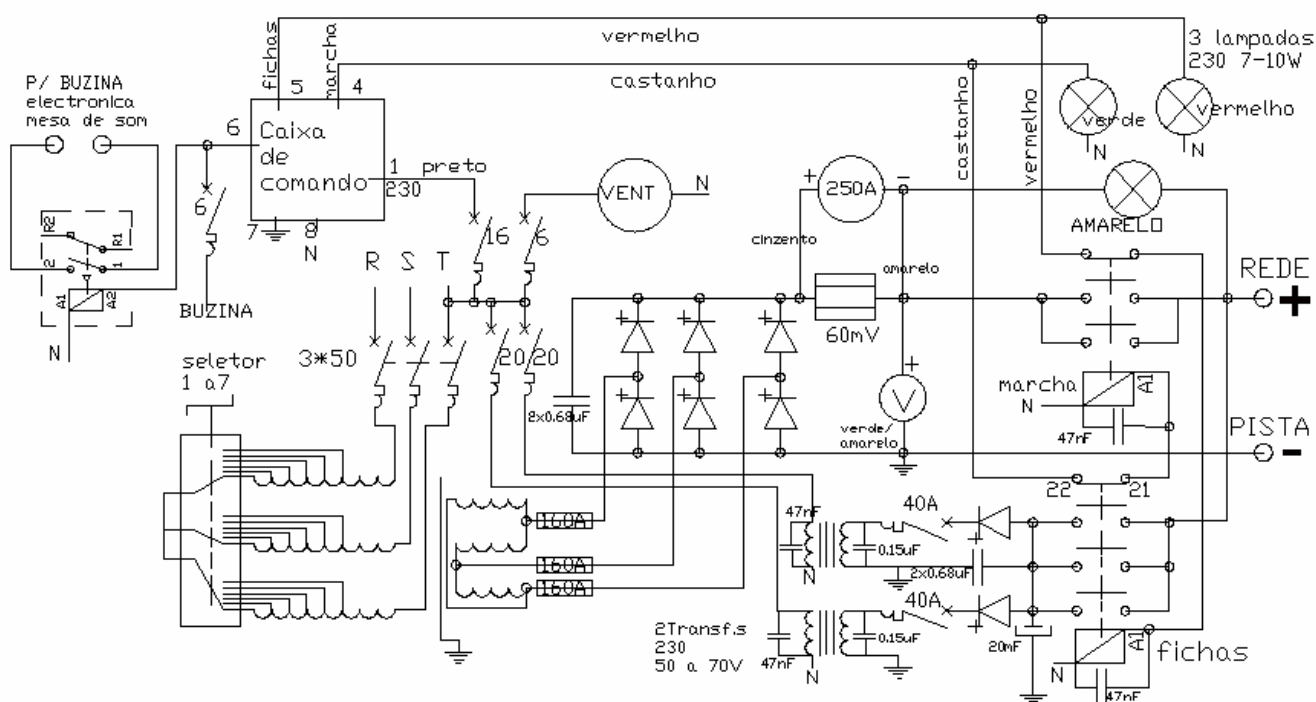 fichas
marcha
vermelho
castanho
3 lampadas
230 7-10W
P/ BUZINA
electronica
mesa de som
5
4
6
Caixa
de
comando
1
230
preto
7
8
N
6
BUZINA
R2
R1
2
1
A1
A2
N
VENT
N
16
6
+
250A
-
cinzento
amarelo
castanho
vermelho
verde
N
vermelho
N
AMARELO
REDE
+
R
S
T
60mV
seletor
1 a7
3*50
20
20
2x0.68uF
+
+
+
+
+
+
+
V
verde/
amarelo
marcha
N
A1
47nF
PISTA
-
22
21
160A
160A
160A
47nF
0.15uF
40A
+
N
2x0.68uF
2Transf.s
230
50 a 70V
47nF
N
0.15uF
40A
+
20mF
+
A1
fichas
N
47nF